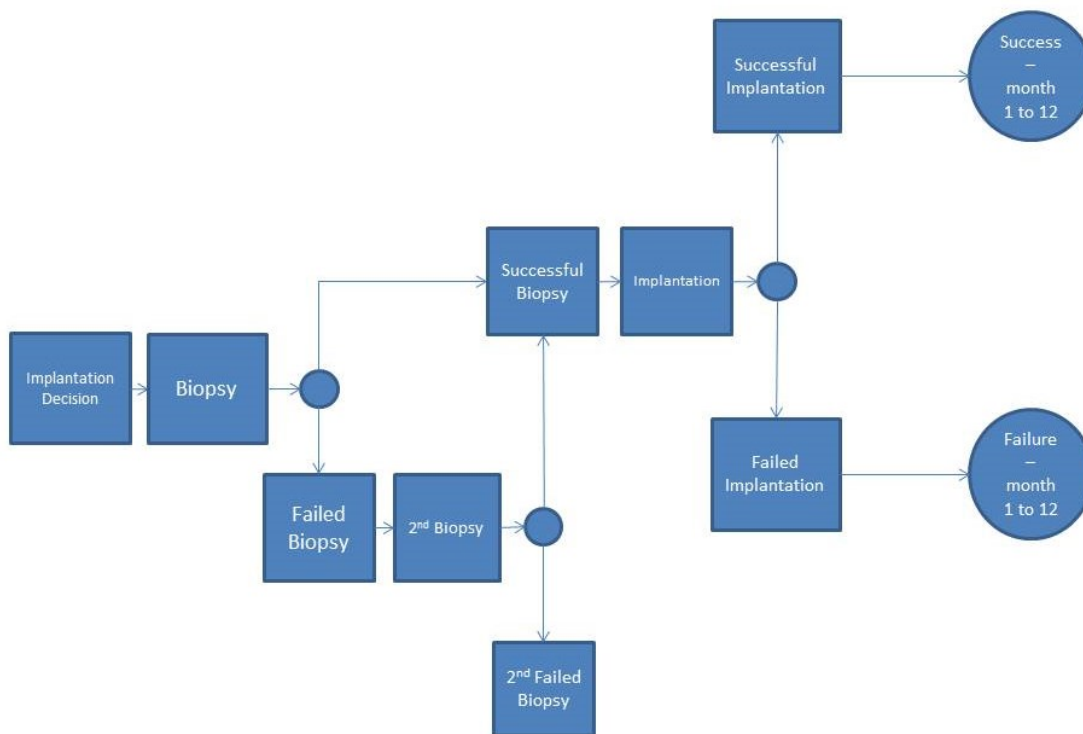 Successful
Implantation
Success
–
month
1 to 12
Successful
Biopsy
Implantation
Implantation
Decision
Biopsy
Failed
Biopsy
2nd Biopsy
Failed
Implantation
Failure
–
month
1 to 12
2nd Failed
Biopsy